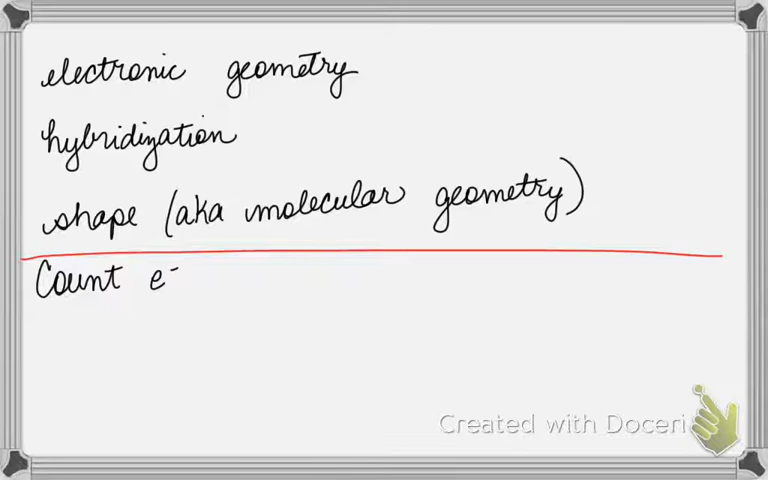 electronic geometry
hybridization
shape (aka molecular geometry)
Count e⁻
Created with Doceri